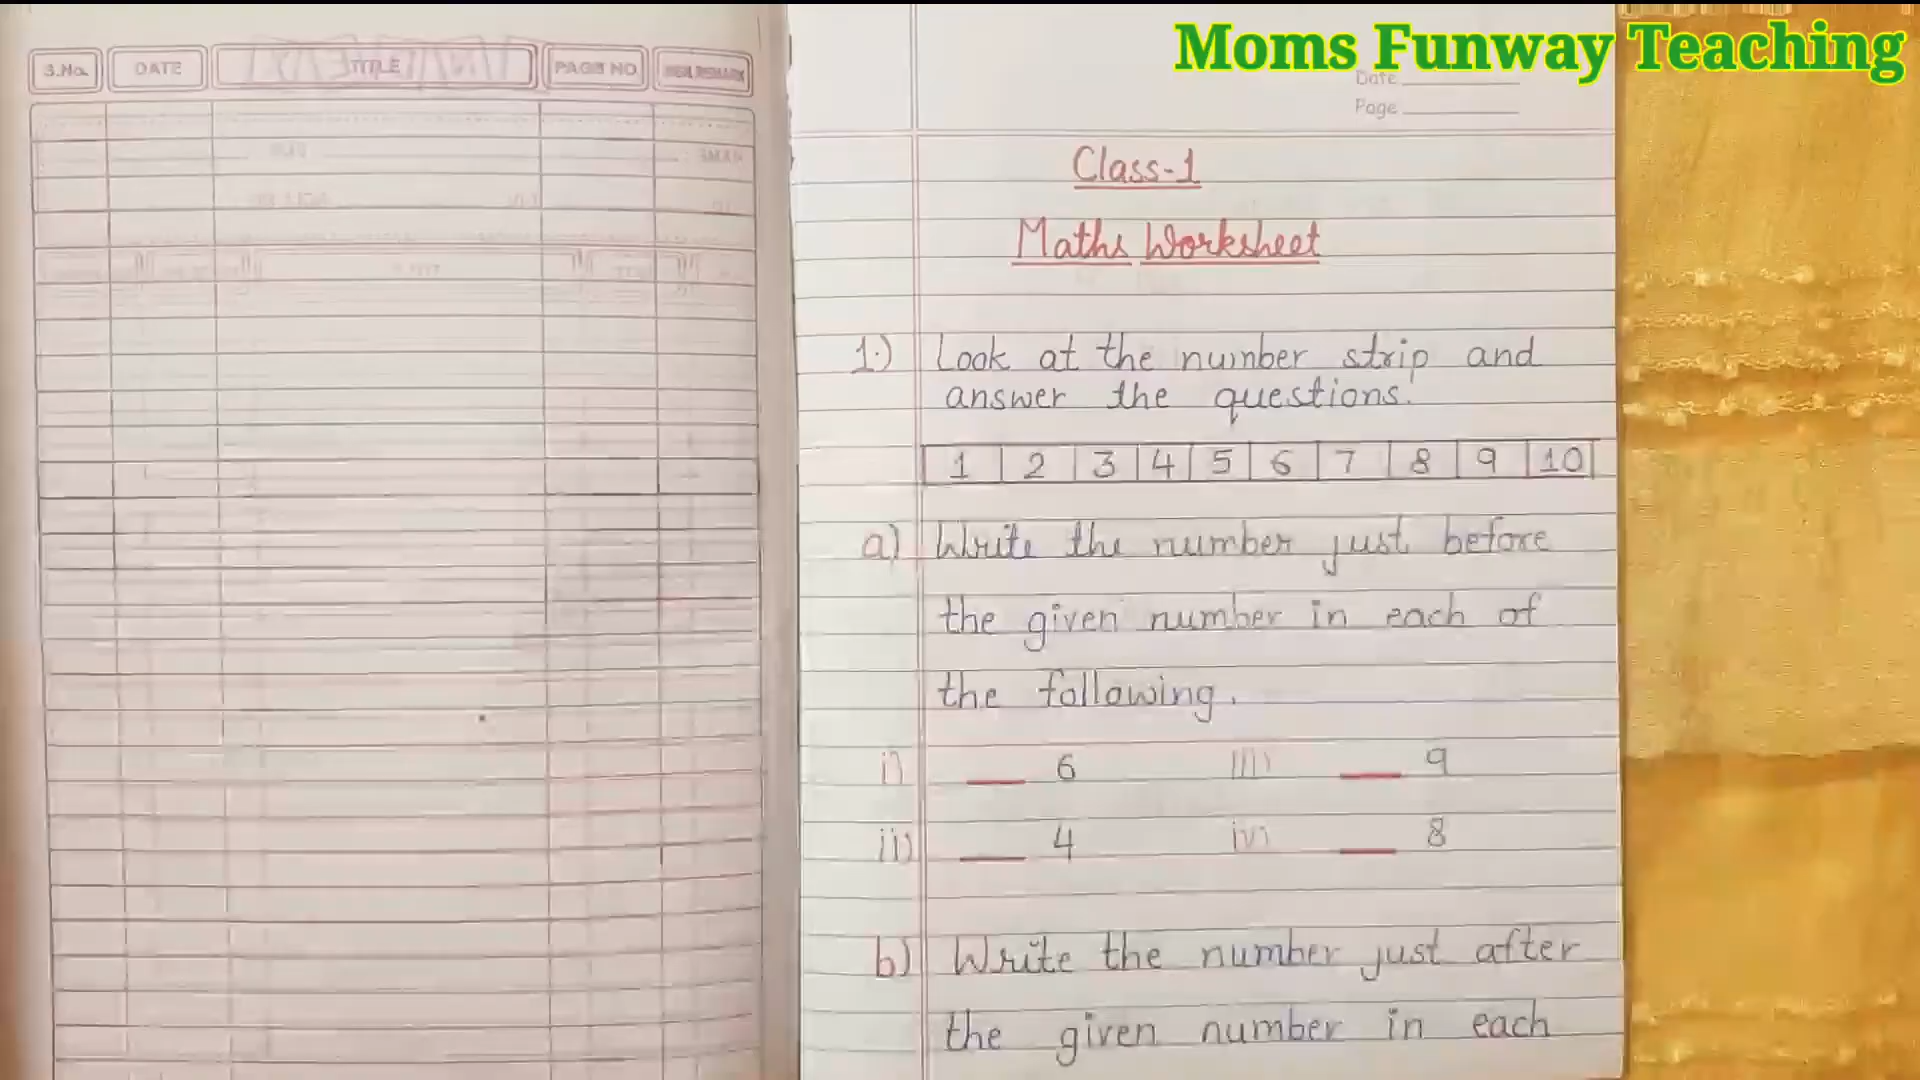 Moms Funway Teaching
S.No.
DATE
TITLE
PAGE NO
Date
Page
Class-1
Maths Worksheet
1.) Look at the number strip and
answer the questions.
1 2 3 4 5 6 7 8 9 10
a) Write the number just before
the given number in each of
the following.
i) ___ 6 iii) ___ 9
ii) ___ 4 iv) ___ 8
b) Write the number just after
the given number in each